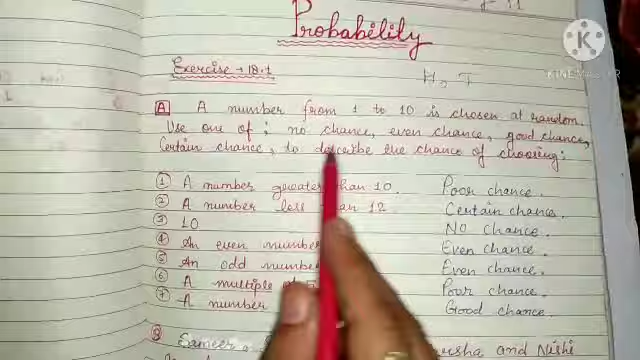 Probability
Exercise → 18.1
H, T
A A number from 1 to 10 is chosen at random.
Use one of : no chance, even chance, good chance,
Certain chance, to describe the chance of choosing:
① A number greater than 10. Poor chance.
② A number less than 12. Certain chance.
③ 10 No chance.
④ An even number Even chance.
⑤ An odd number Even chance.
⑥ A multiple Poor chance.
⑦ A number Good chance.
B Sameer and Nishi
KINEMASTER